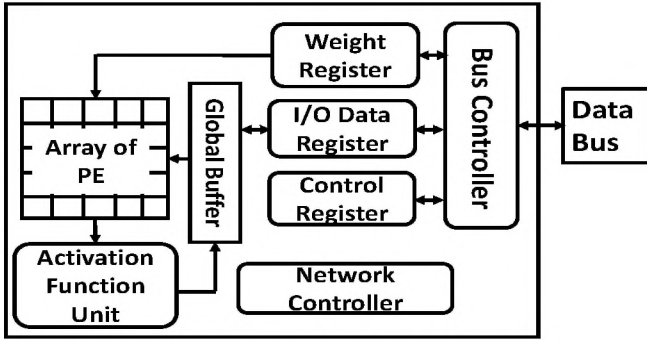 Weight
Register
Bus Controller
Data
Bus
Global Buffer
I/O Data
Register
Array of
PE
Control
Register
Activation
Function
Unit
Network
Controller